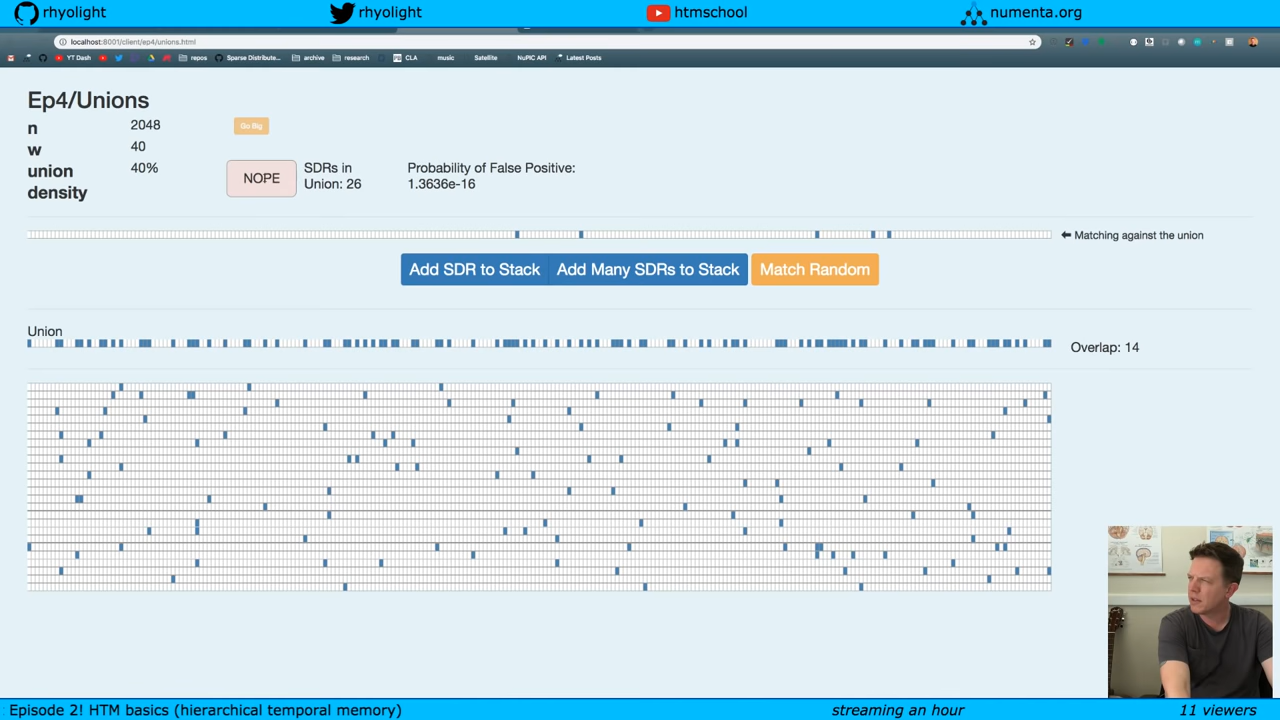 rhyolight
rhyolight
htmschool
numenta.org
localhost:8001/client/ep4/unions.html
YT Dash
repos
Sparse Distribute...
archive
research
CLA
music
Satellite
NuPIC API
Latest Posts
Ep4/Unions
n 2048 Go Big
w 40
union density 40%
NOPE
SDRs in
Union: 26
Probability of False Positive:
1.3636e-16
Matching against the union
Add SDR to Stack
Add Many SDRs to Stack
Match Random
Union
Overlap: 14
Episode 2! HTM basics (hierarchical temporal memory)
streaming an hour
11 viewers